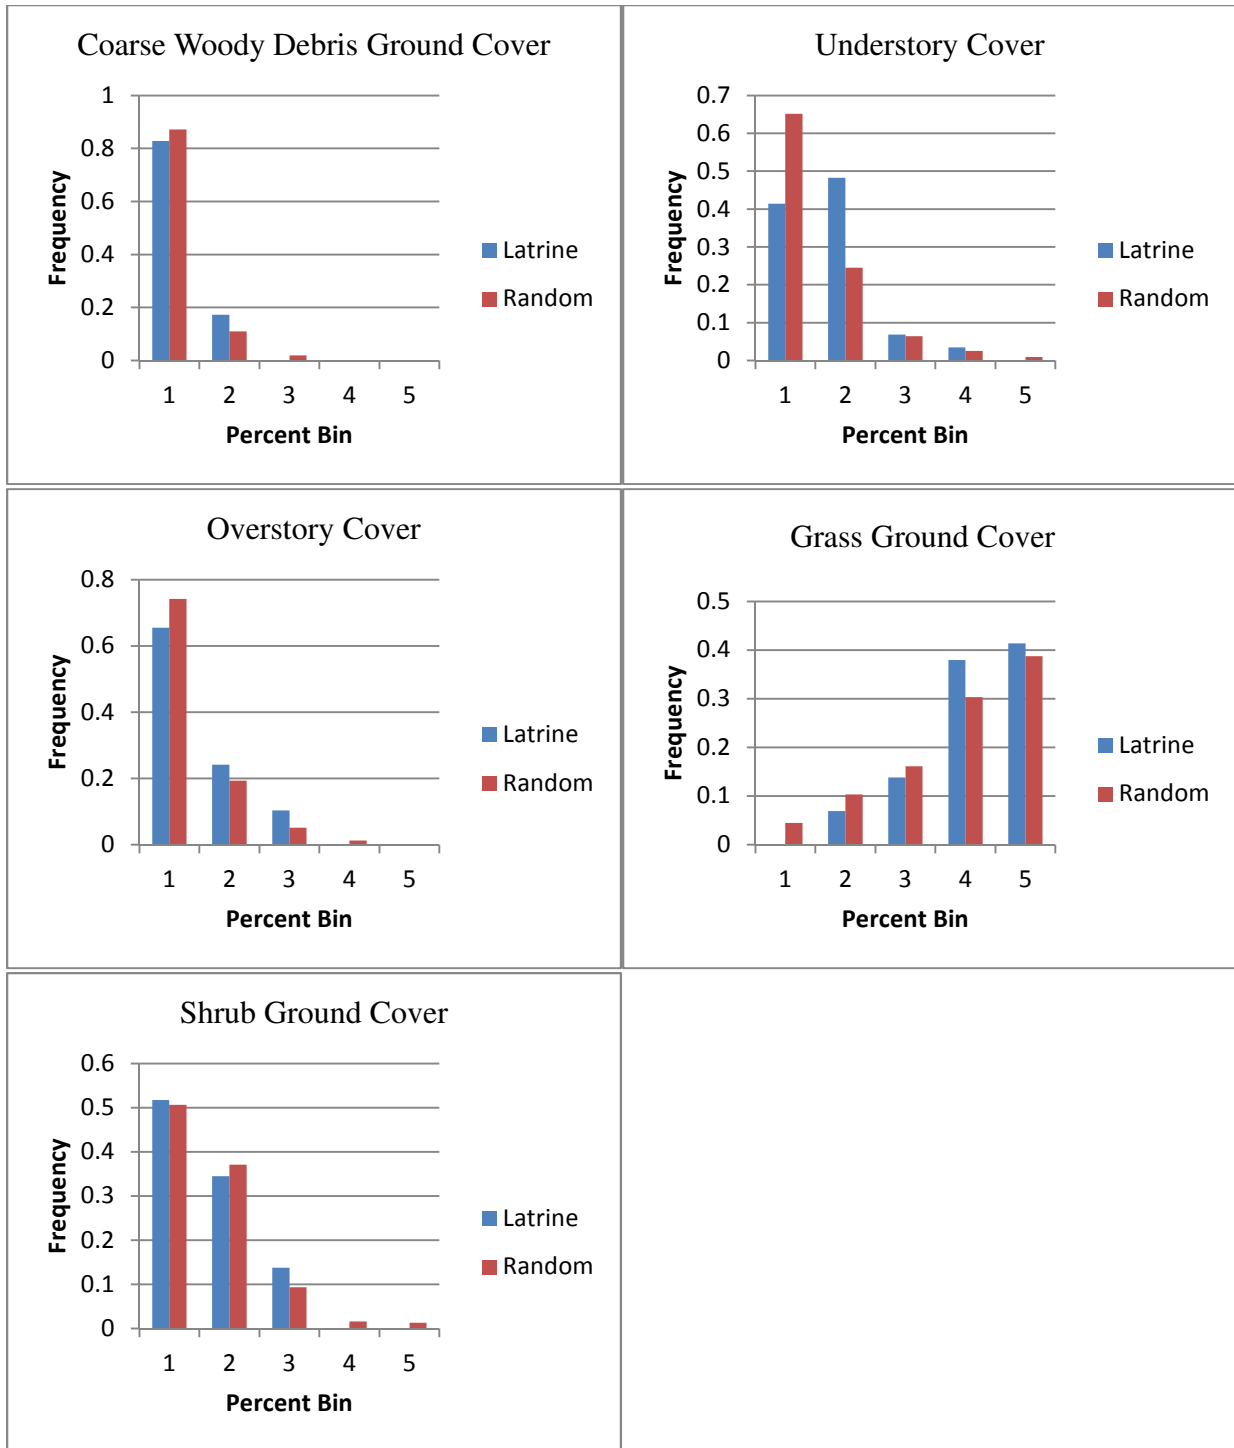 Coarse Woody Debris Ground Cover
1
0.8
0.6
0.4
0.2
0
Frequency
1 2 3 4 5
Percent Bin
Latrine
Random
Understory Cover
0.7
0.6
0.5
0.4
0.3
0.2
0.1
0
Frequency
1 2 3 4 5
Percent Bin
Latrine
Random
Overstory Cover
0.8
0.6
0.4
0.2
0
Frequency
1 2 3 4 5
Percent Bin
Latrine
Random
Grass Ground Cover
0.5
0.4
0.3
0.2
0.1
0
Frequency
1 2 3 4 5
Percent Bin
Latrine
Random
Shrub Ground Cover
0.6
0.5
0.4
0.3
0.2
0.1
0
Frequency
1 2 3 4 5
Percent Bin
Latrine
Random